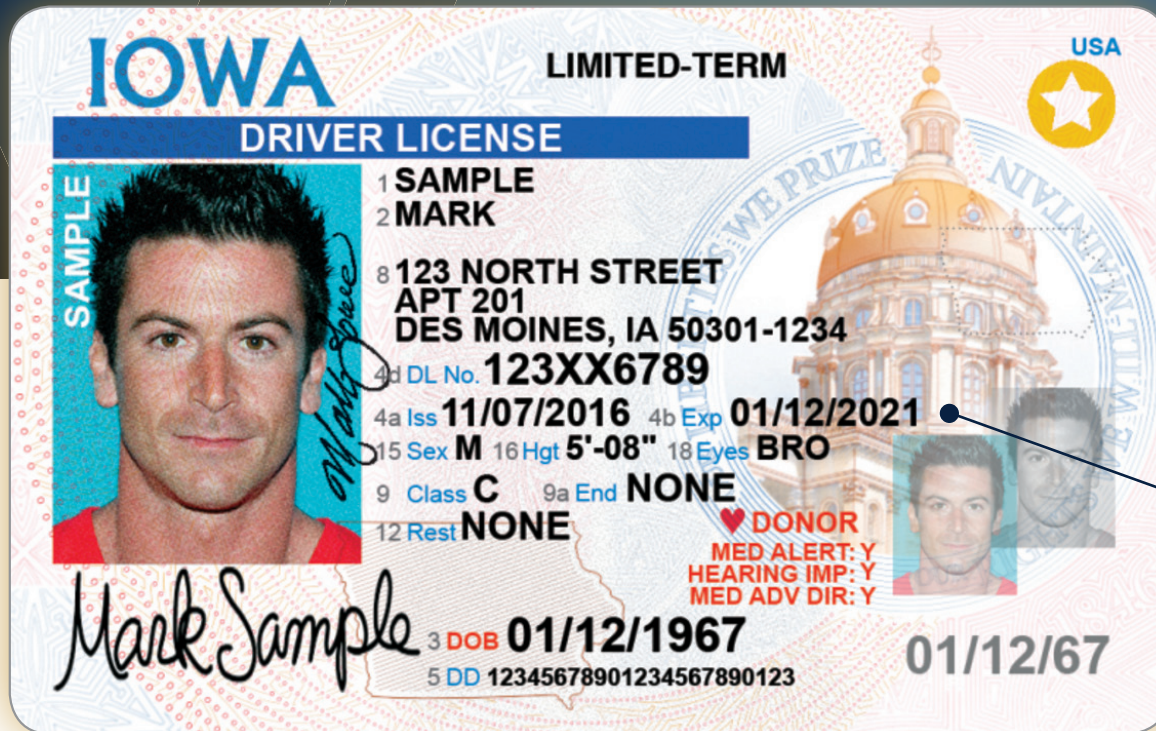 IOWA
LIMITED-TERM
USA
DRIVER LICENSE
SAMPLE
1 SAMPLE
2 MARK
8 123 NORTH STREET
APT 201
DES MOINES, IA 50301-1234
4d DL No. 123XX6789
4a Iss 11/07/2016 4b Exp 01/12/2021
15 Sex M 16 Hgt 5'-08" 18 Eyes BRO
9 Class C 9a End NONE
12 Rest NONE
DONOR
MED ALERT: Y
HEARING IMP: Y
MED ADV DIR: Y
Mark Sample
3 DOB 01/12/1967
5 DD 12345678901234567890123
01/12/67
WE PRIZE
MAINTAIN